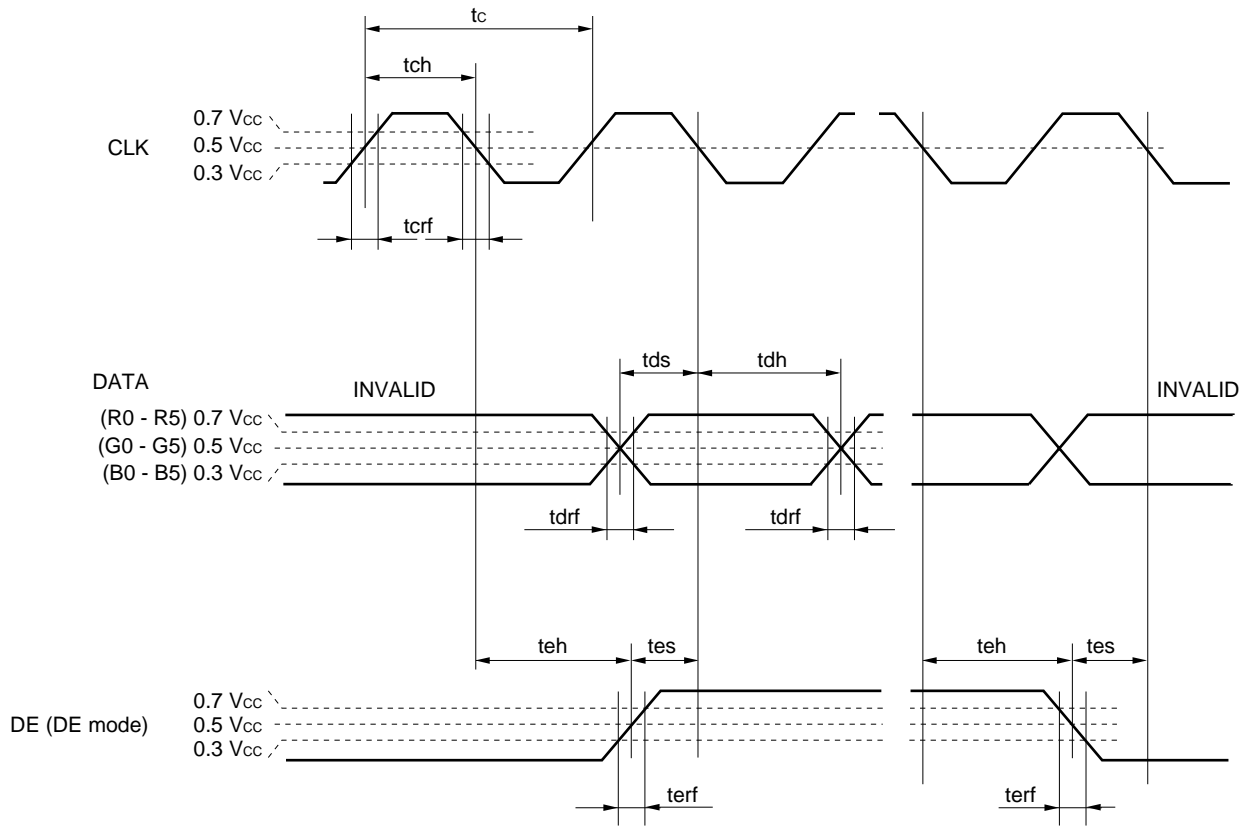 tc
tch
0.7 Vcc
CLK 0.5 Vcc
0.3 Vcc
tcrf
tds tdh
DATA INVALID INVALID
(R0 - R5) 0.7 Vcc
(G0 - G5) 0.5 Vcc
(B0 - B5) 0.3 Vcc
tdrf tdrf
teh tes teh tes
0.7 Vcc
DE (DE mode) 0.5 Vcc
0.3 Vcc
terf terf